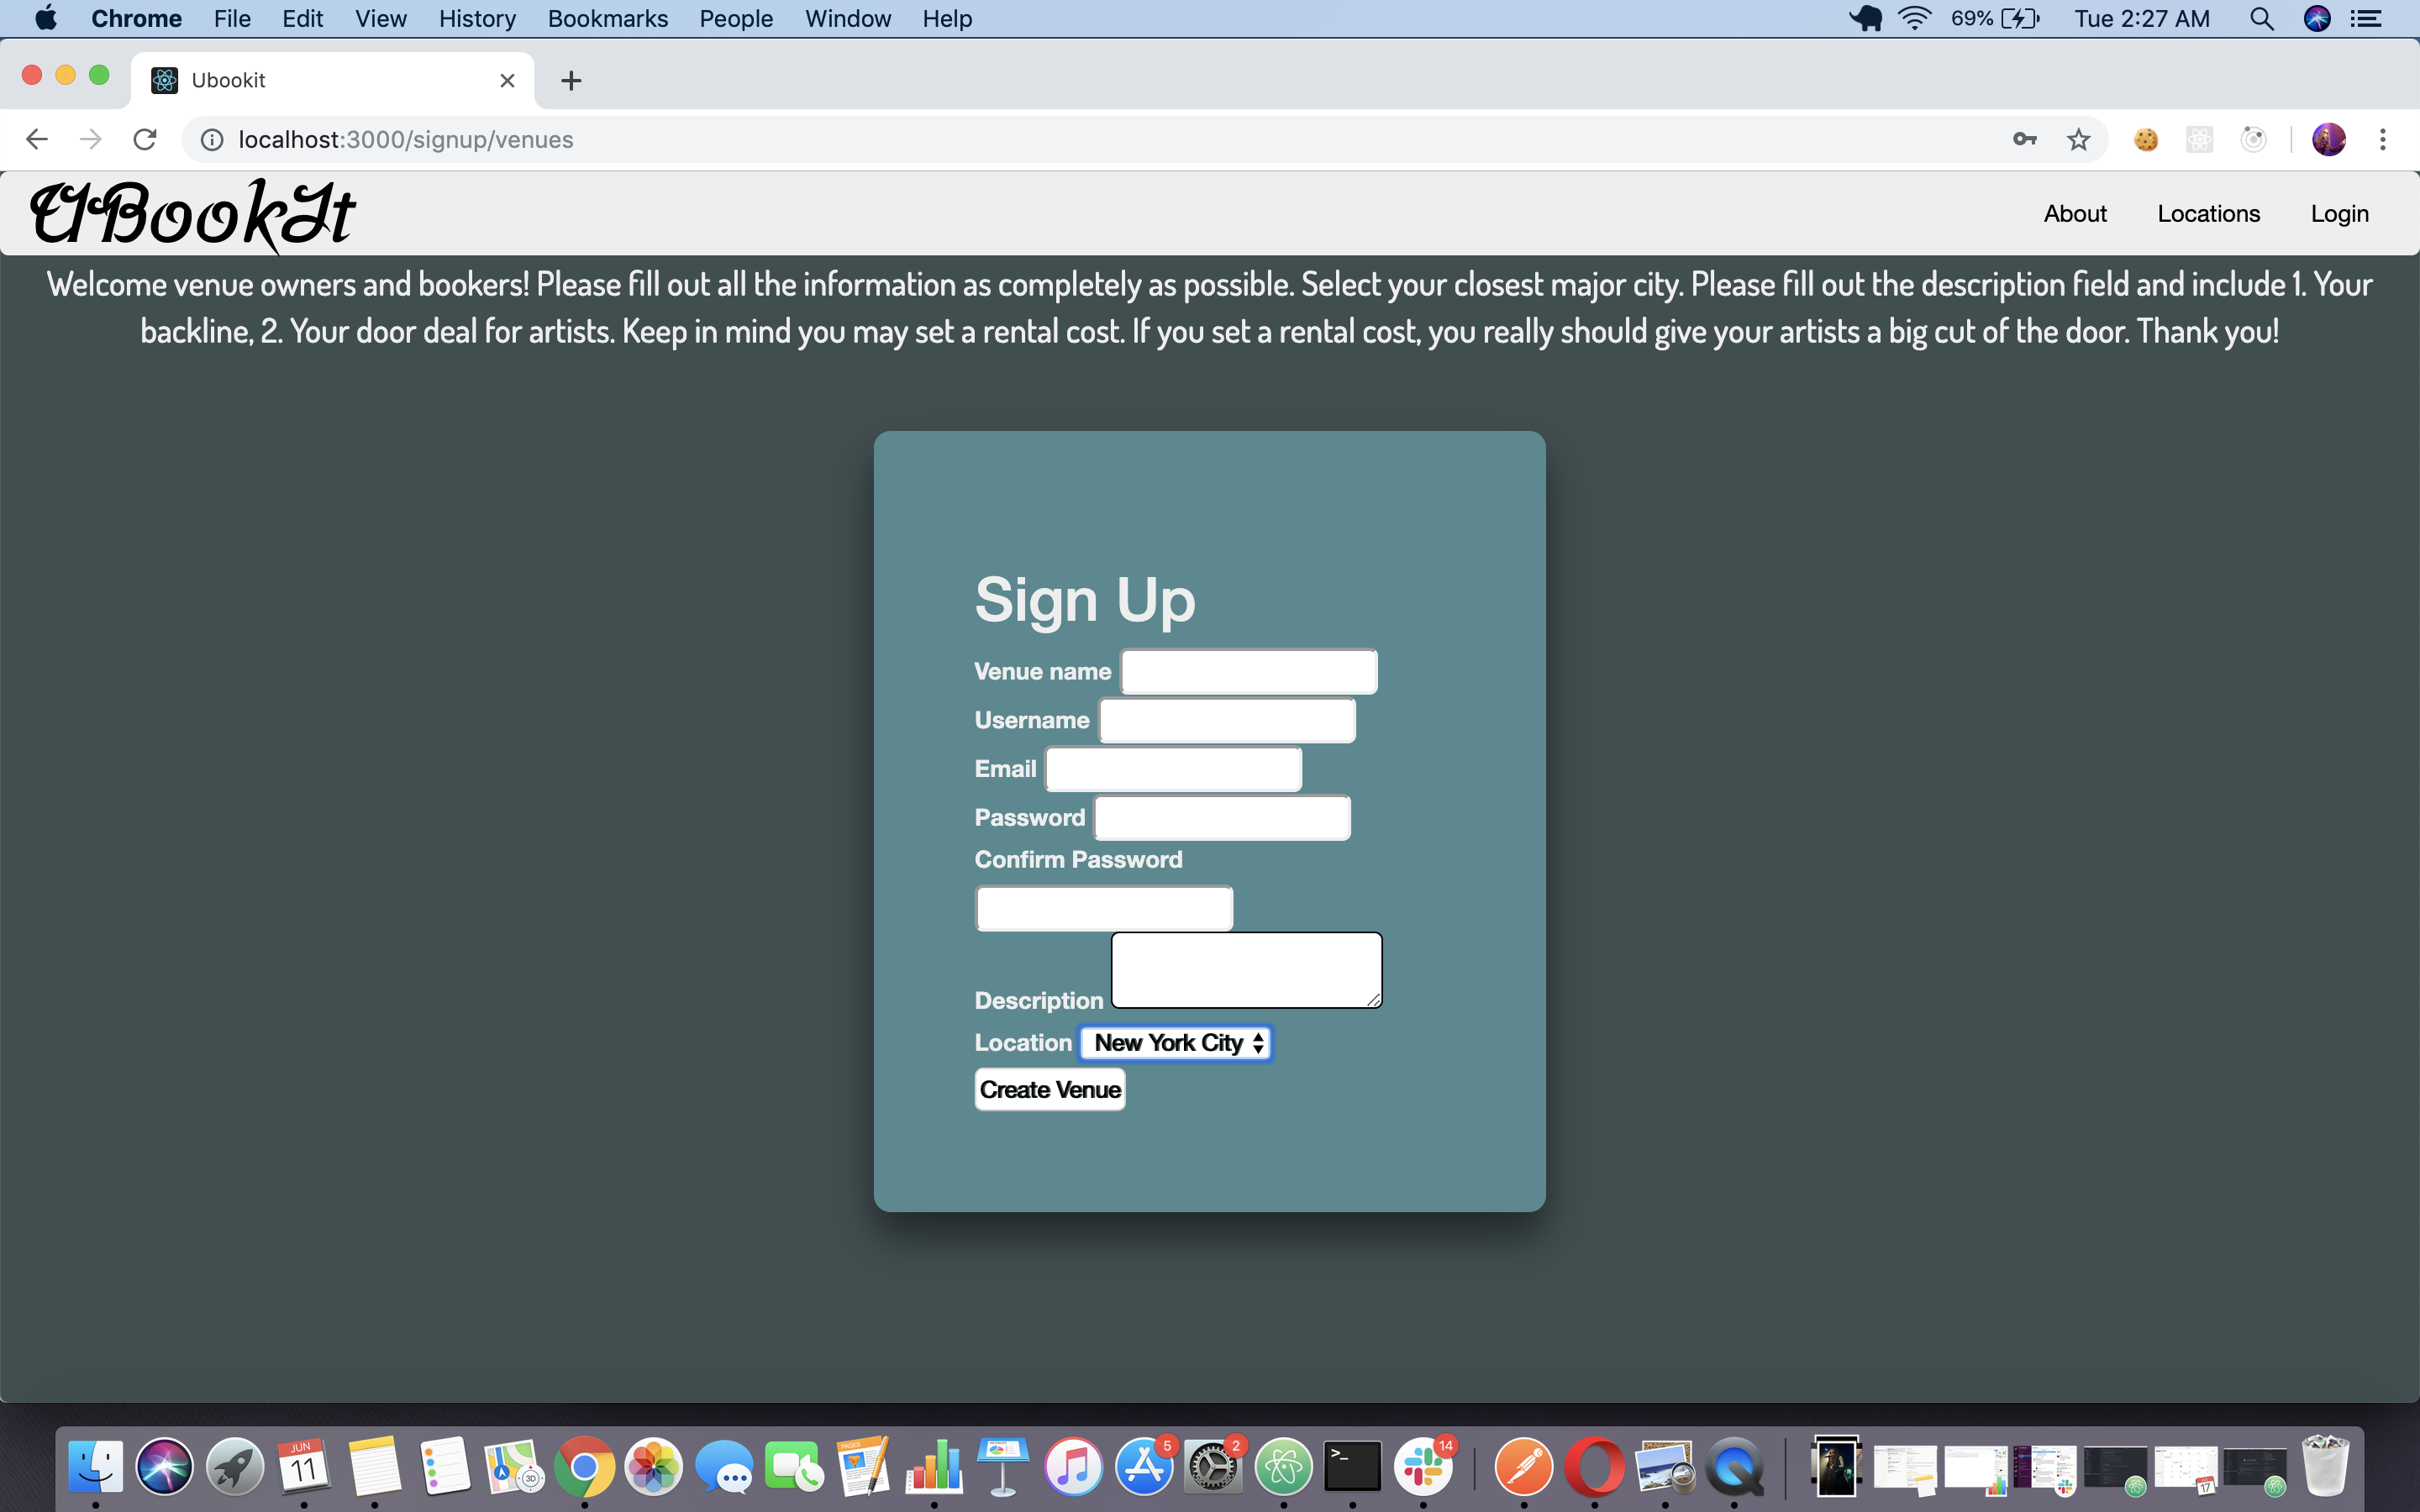 Chrome File Edit View History Bookmarks People Window Help 69% Tue 2:27 AM
Ubookit
localhost:3000/signup/venues
UBookIt About Locations Login
Welcome venue owners and bookers! Please fill out all the information as completely as possible. Select your closest major city. Please fill out the description field and include 1. Your
backline, 2. Your door deal for artists. Keep in mind you may set a rental cost. If you set a rental cost, you really should give your artists a big cut of the door. Thank you!
Sign Up
Venue name
Username
Email
Password
Confirm Password
Description
Location New York City
Create Venue
JUN
11
3D
PAGES
5
2
>_
14
17